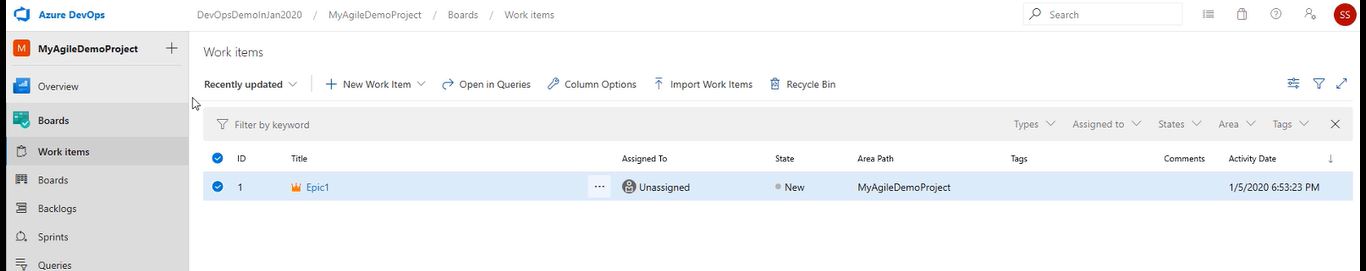 Azure DevOps DevOpsDemoInJan2020 / MyAgileDemoProject / Boards / Work items Search SS
M MyAgileDemoProject
Work items
Overview
Recently updated New Work Item Open in Queries Column Options Import Work Items Recycle Bin
Boards
Filter by keyword Types Assigned to States Area Tags
Work items
ID Title Assigned To State Area Path Tags Comments Activity Date
Boards
1 Epic1 ... Unassigned New MyAgileDemoProject 1/5/2020 6:53:23 PM
Backlogs
Sprints
Queries